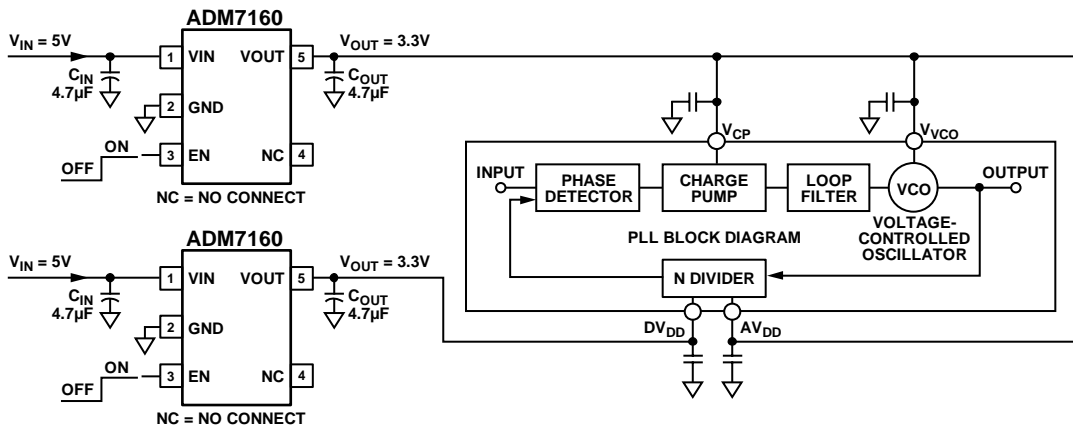 ADM7160
VIN = 5V
1
VIN
VOUT
5
VOUT = 3.3V
CIN
4.7µF
COUT
4.7µF
2
GND
ON
OFF
3
EN
NC
4
NC = NO CONNECT
VCP
VVCO
INPUT
PHASE
DETECTOR
CHARGE
PUMP
LOOP
FILTER
VCO
OUTPUT
VOLTAGE-
CONTROLLED
OSCILLATOR
PLL BLOCK DIAGRAM
N DIVIDER
DVDD
AVDD
ADM7160
VIN = 5V
1
VIN
VOUT
5
VOUT = 3.3V
CIN
4.7µF
COUT
4.7µF
2
GND
ON
OFF
3
EN
NC
4
NC = NO CONNECT